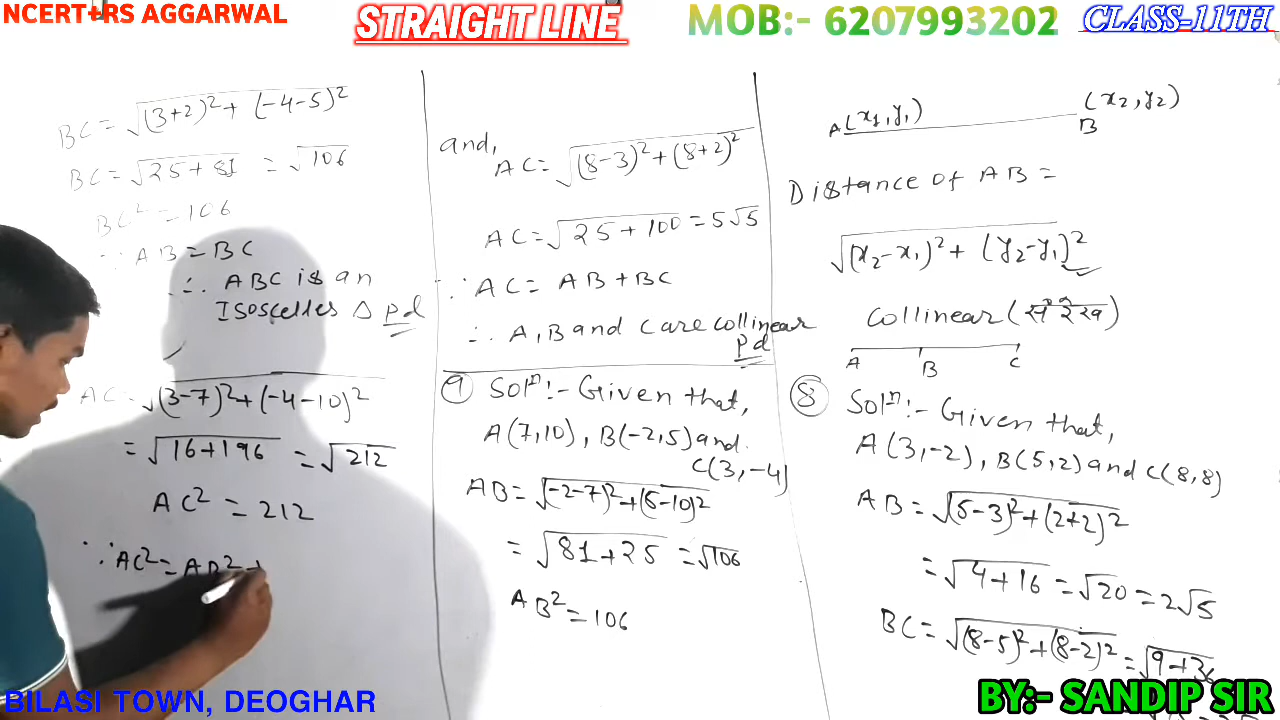 NCERT+RS AGGARWAL
STRAIGHT LINE
MOB:- 6207993202
CLASS-11TH
BC = √(3+2)² + (-4-5)²
BC = √25+81 = √106
BC² = 106
∵ AB = BC
∴ ABC is an
Isoscelles △ pd
AC = √(3-7)²+(-4-10)²
= √16+196 = √212
AC² = 212
∵ AC² = AB² +
and,
AC = √(8-3)²+(8+2)²
AC = √25+100 = 5√5
∵ AC = AB+BC
∴ A, B and C are collinear
pd
9 Solⁿ:- Given that,
A(7,10), B(-2,5) and
C(3,-4)
AB = √(-2-7)²+(5-10)²
= √81+25 = √106
AB² = 106
A(x₁,y₁) (x₂,y₂)
B
Distance of AB =
√(x₂-x₁)² + (y₂-y₁)²
Collinear (संरेख)
A B C
8 Solⁿ:- Given that,
A(3,-2), B(5,2) and C(8,8)
AB = √(5-3)²+(2+2)²
= √4+16 = √20 = 2√5
BC = √(8-5)²+(8-2)² = √9+36
BILASI TOWN, DEOGHAR
BY:- SANDIP SIR